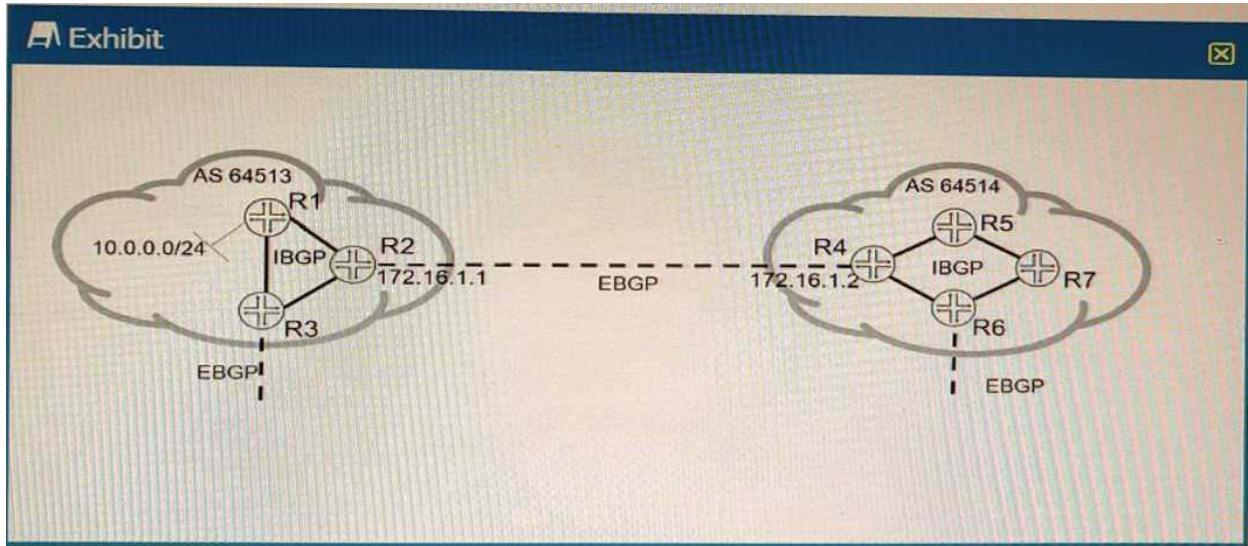 Exhibit
AS 64513
R1
10.0.0.0/24
IBGP
R2
172.16.1.1
R3
EBGP
EBGP
AS 64514
R5
R4
IBGP
172.16.1.2
R7
R6
EBGP